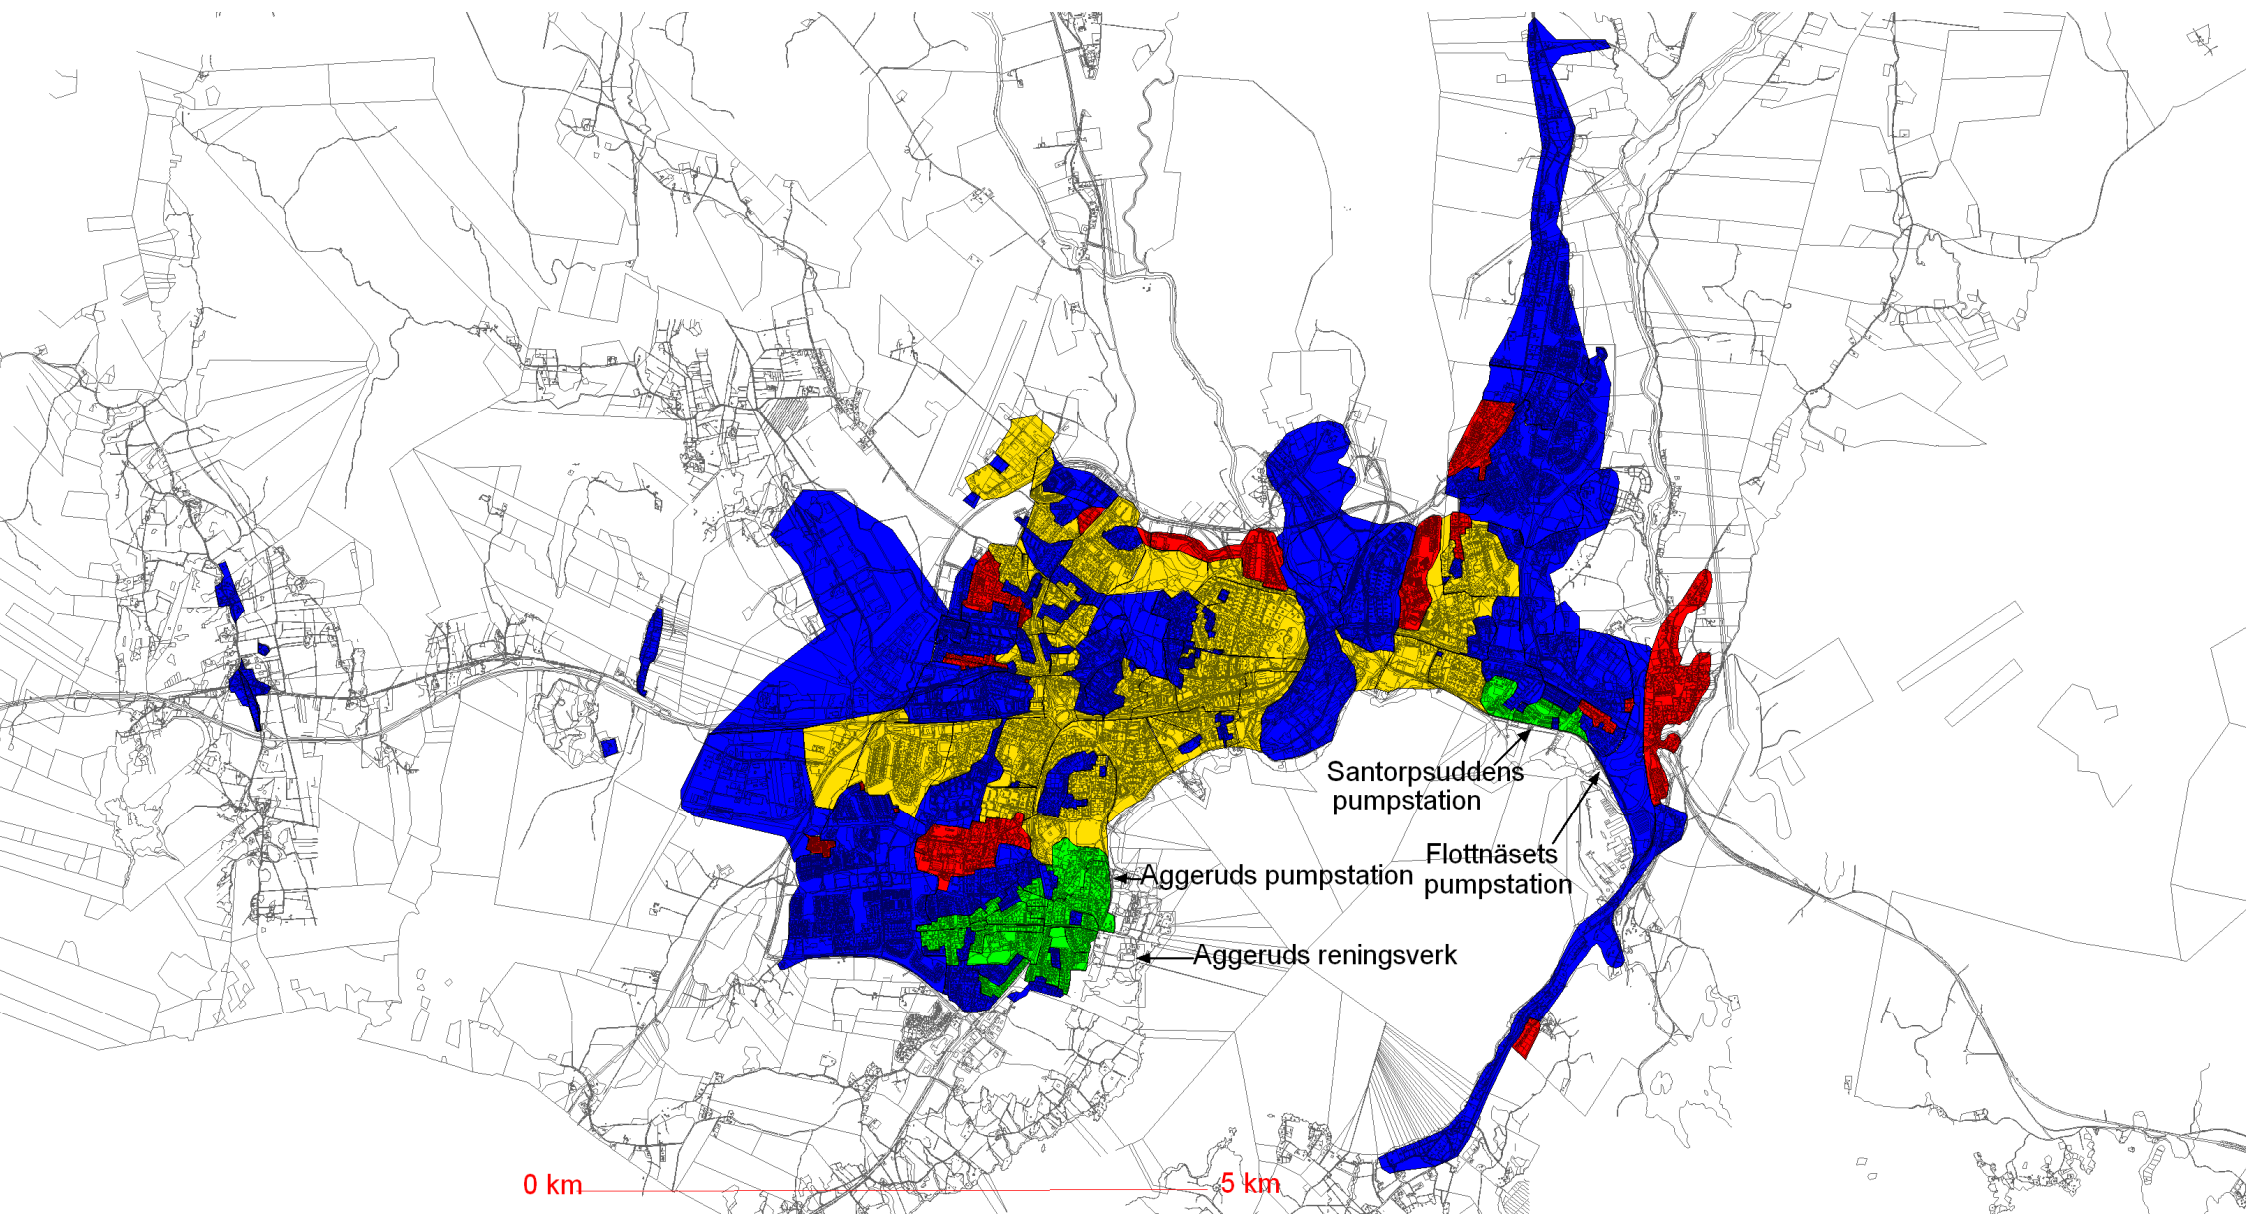 Santorpsuddens
pumpstation
Flottnäsets
pumpstation
Aggeruds pumpstation
Aggeruds reningsverk
0 km
5 km